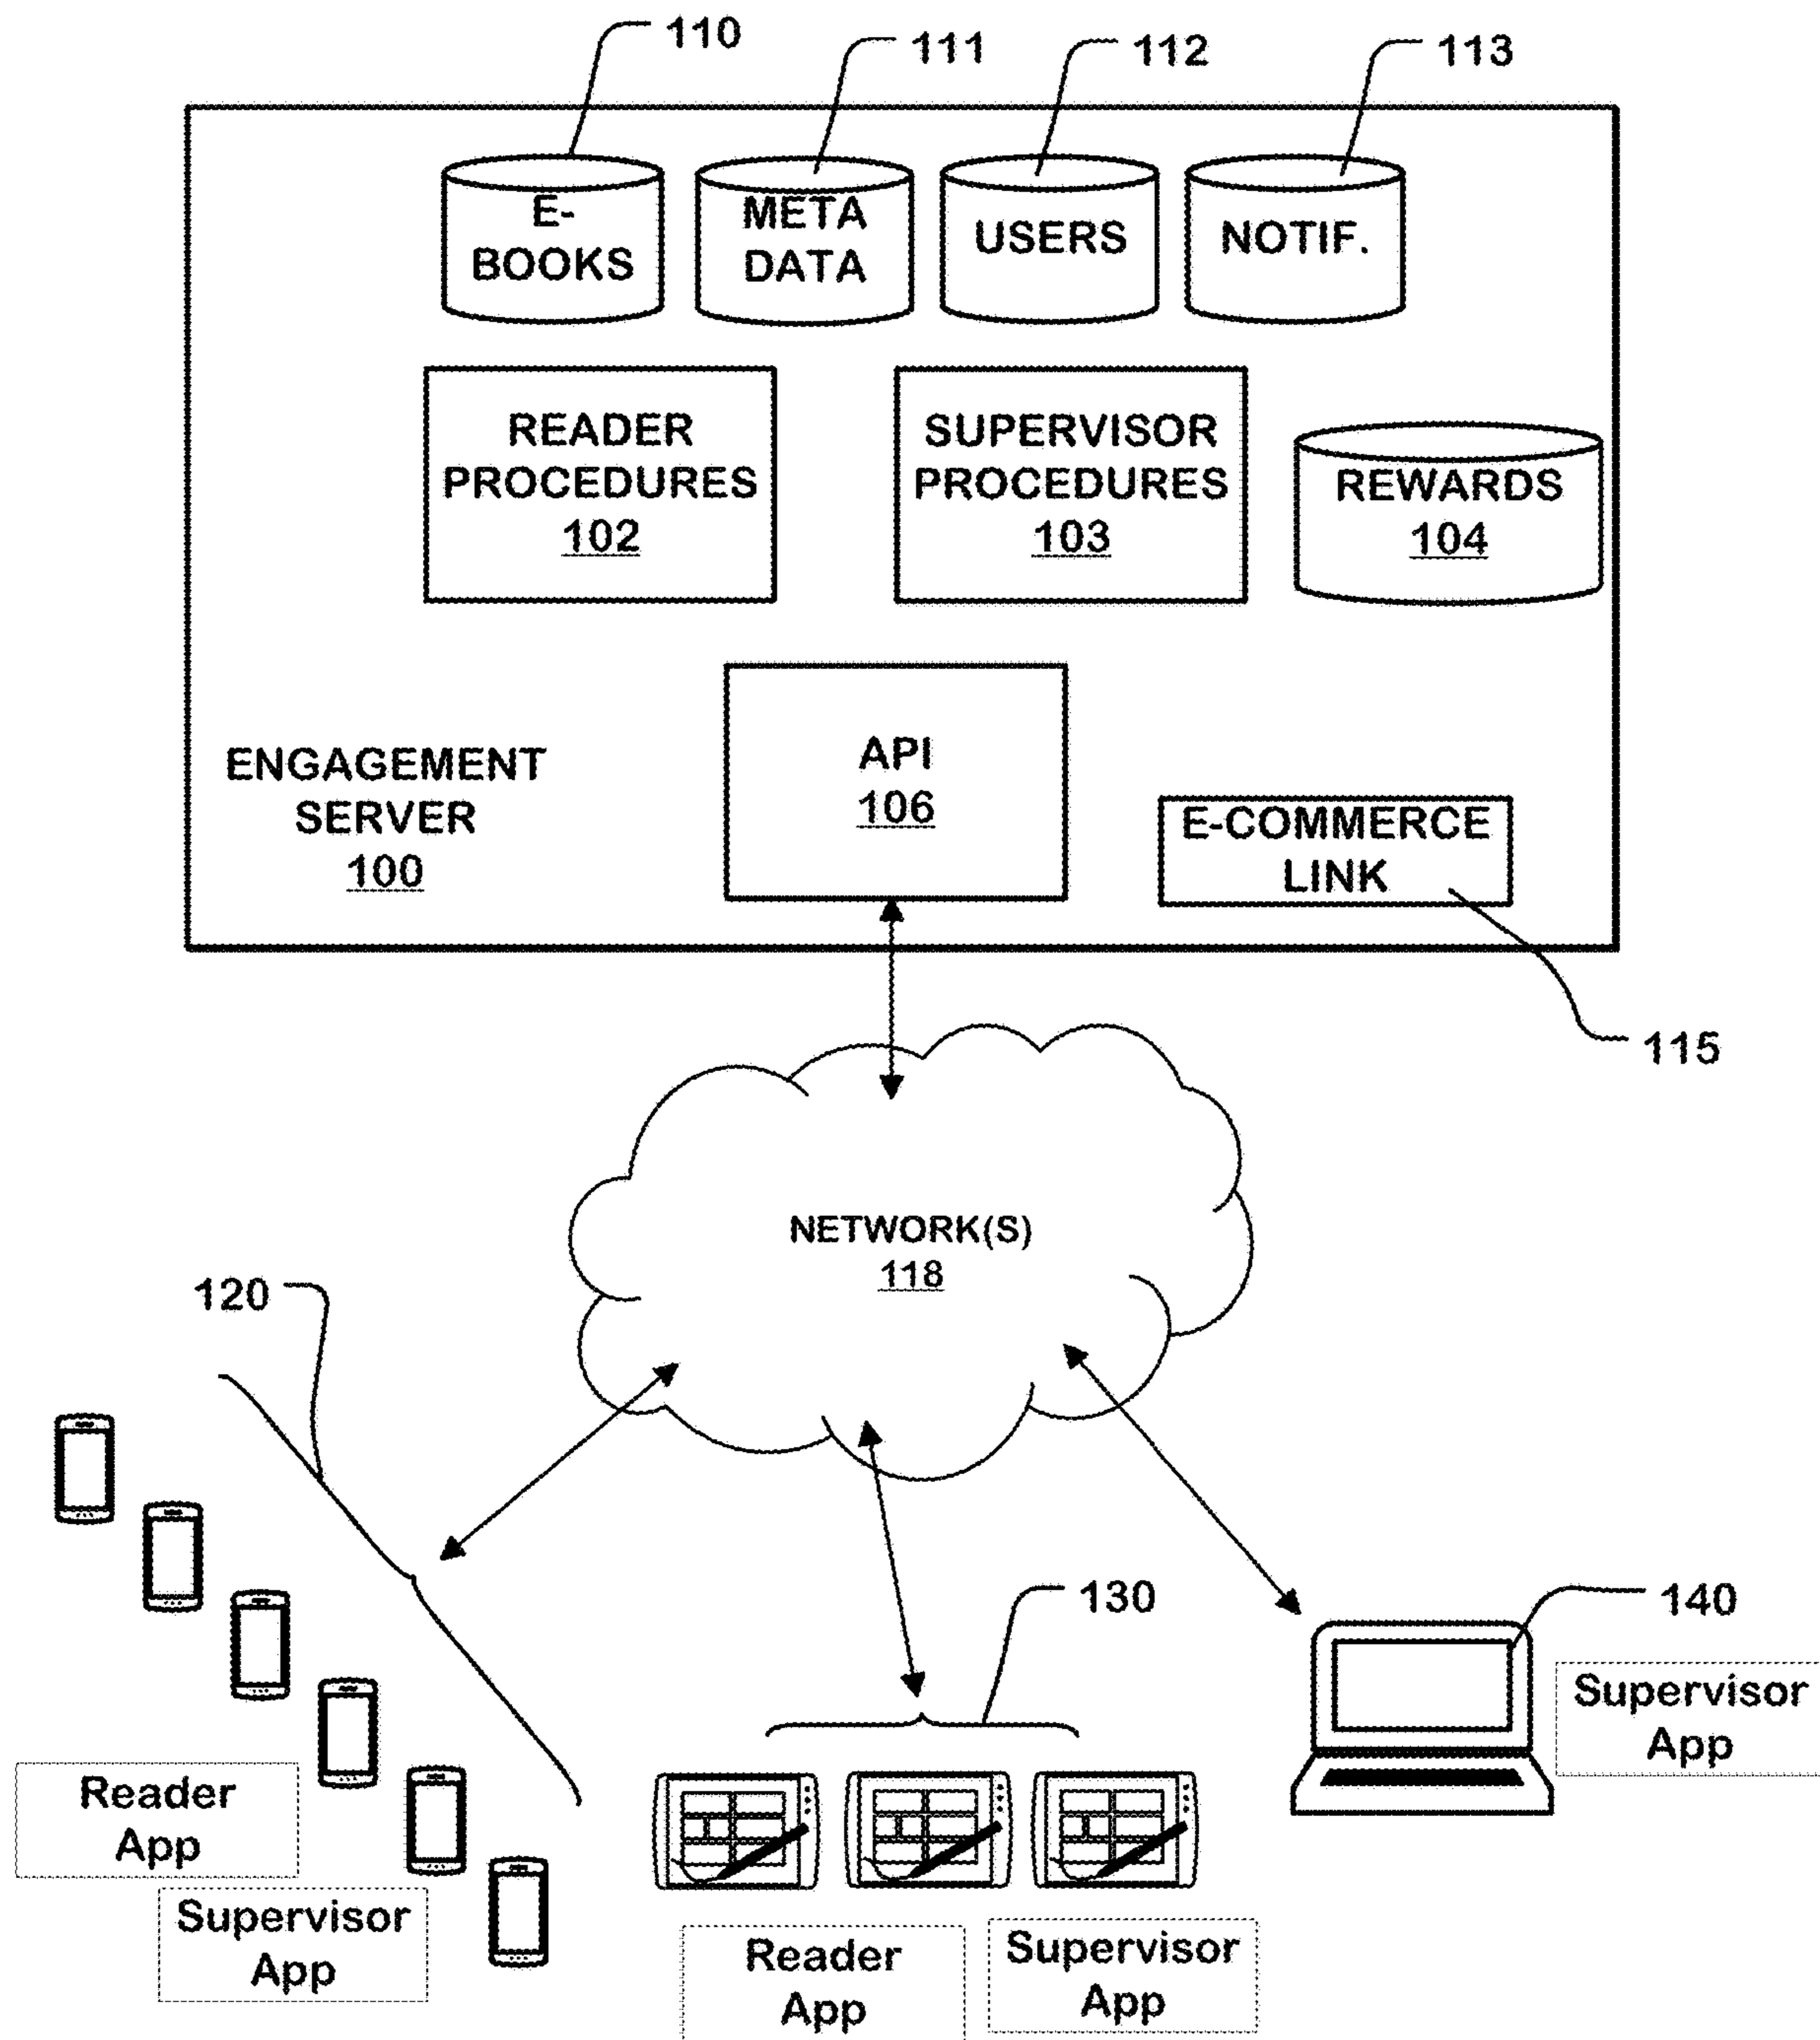 110
111
112
113
E-
BOOKS
META
DATA
USERS
NOTIF.
READER
PROCEDURES
102
SUPERVISOR
PROCEDURES
103
REWARDS
104
API
106
ENGAGEMENT
SERVER
100
E-COMMERCE
LINK
115
NETWORK(S)
118
120
130
140
Supervisor
App
Reader
App
Supervisor
App
Reader
App
Supervisor
App